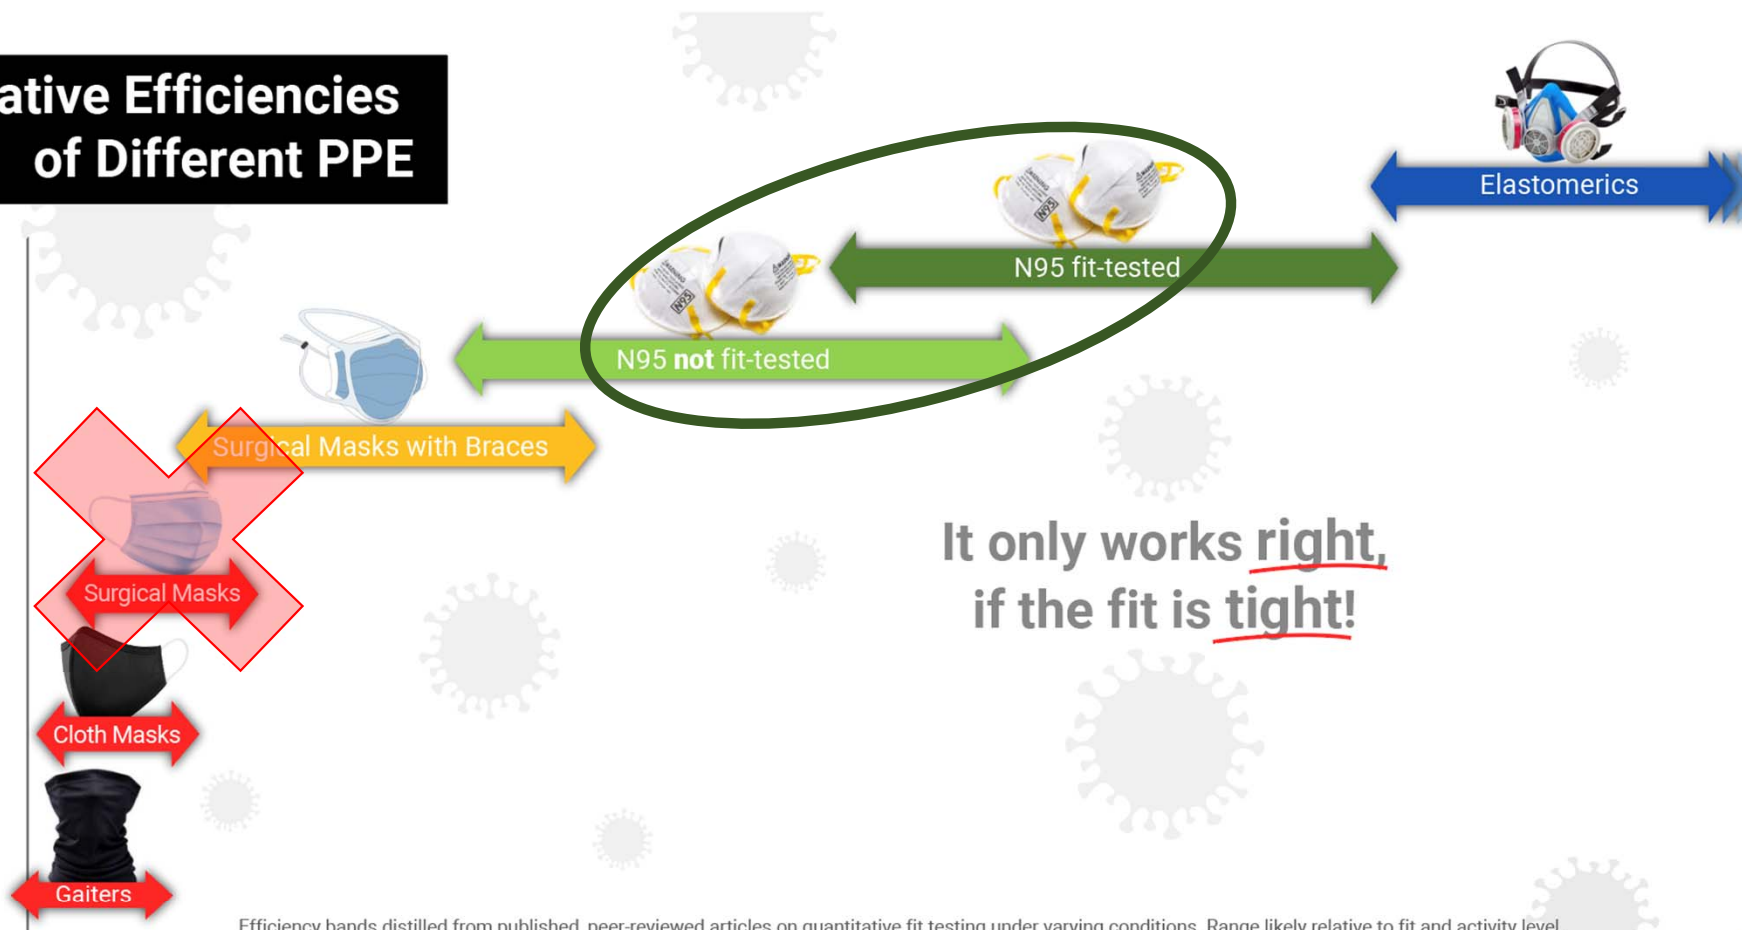 ative Efficiencies
of Different PPE
Elastomerics
N95 fit-tested
N95
N95 not fit-tested
N95
Surgical Masks with Braces
Surgical Masks
Cloth Masks
Gaiters
It only works right,
if the fit is tight!
Efficiency bands distilled from published, peer-reviewed articles on quantitative fit testing under varying conditions. Range likely relative to fit and activity level